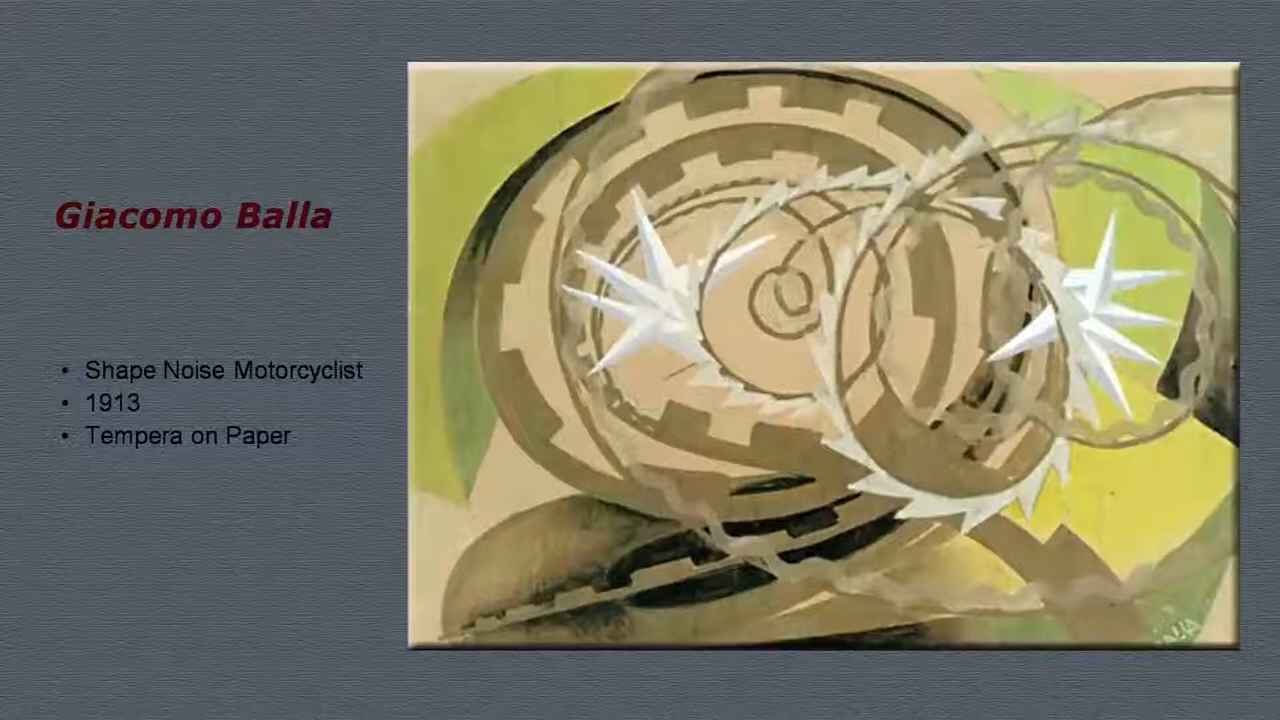 Giacomo Balla
• Shape Noise Motorcyclist
• 1913
• Tempera on Paper